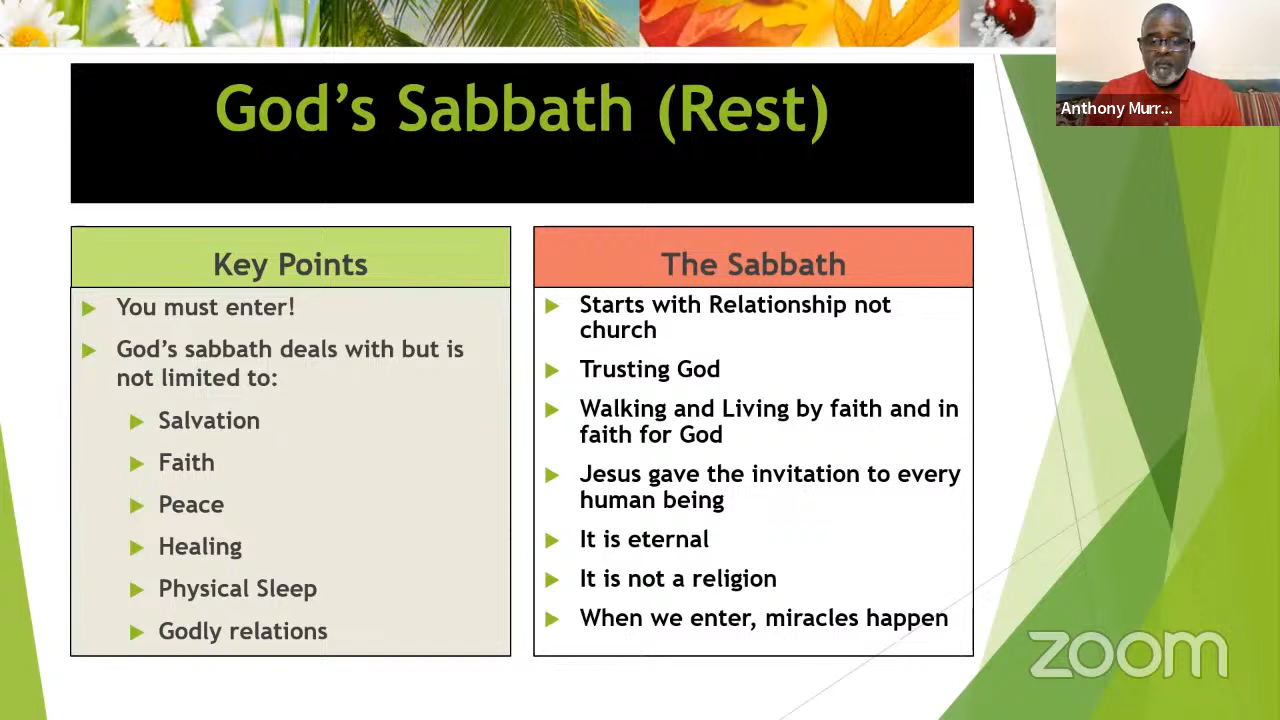 God’s Sabbath (Rest)
Anthony Murr...
Key Points
You must enter!
God’s sabbath deals with but is
not limited to:
Salvation
Faith
Peace
Healing
Physical Sleep
Godly relations
The Sabbath
Starts with Relationship not
church
Trusting God
Walking and Living by faith and in
faith for God
Jesus gave the invitation to every
human being
It is eternal
It is not a religion
When we enter, miracles happen
zoom